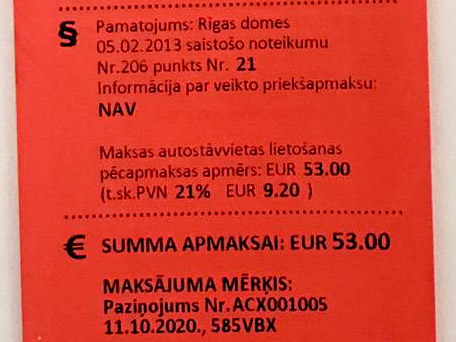 § Pamatojums: Rīgas domes
05.02.2013 saistošo noteikumu
Nr.206 punkts Nr. 21
Informācija par veikto priekšapmaksu:
NAV
Maksas autostāvvietas lietošanas
pēcapmaksas apmērs: EUR 53.00
(t.sk.PVN 21% EUR 9.20 )
€ SUMMA APMAKSAI: EUR 53.00
MAKSĀJUMA MĒRĶIS:
Paziņojums Nr.ACX001005
11.10.2020., 585VBX